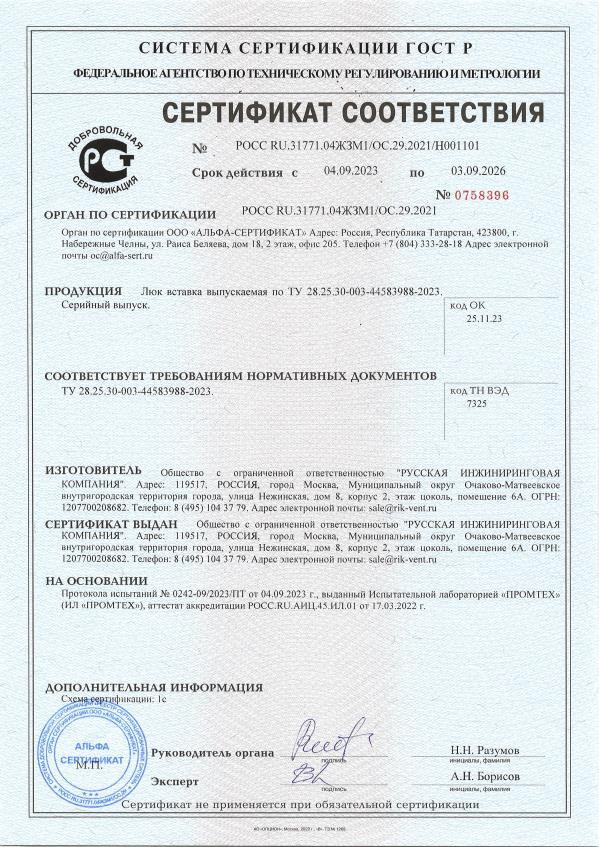 СИСТЕМА СЕРТИФИКАЦИИ ГОСТ Р
ФЕДЕРАЛЬНОЕ АГЕНТСТВО ПО ТЕХНИЧЕСКОМУ РЕГУЛИРОВАНИЮ И МЕТРОЛОГИИ
СЕРТИФИКАТ СООТВЕТСТВИЯ
ДОБРОВОЛЬНАЯ
РСТ
СЕРТИФИКАЦИЯ
№ РОСС RU.31771.04ЖЗМ1/ОС.29.2021/Н001101
Срок действия с 04.09.2023 по 03.09.2026
№ 0758396
ОРГАН ПО СЕРТИФИКАЦИИ РОСС RU.31771.04ЖЗМ1/ОС.29.2021
Орган по сертификации ООО «АЛЬФА-СЕРТИФИКАТ» Адрес: Россия, Республика Татарстан, 423800, г.
Набережные Челны, ул. Раиса Беляева, дом 18, 2 этаж, офис 205. Телефон +7 (804) 333-28-18 Адрес электронной
почты oc@alfa-sert.ru
ПРОДУКЦИЯ Люк вставка выпускаемая по ТУ 28.25.30-003-44583988-2023.
Серийный выпуск.
код ОК
25.11.23
СООТВЕТСТВУЕТ ТРЕБОВАНИЯМ НОРМАТИВНЫХ ДОКУМЕНТОВ
ТУ 28.25.30-003-44583988-2023.
код ТН ВЭД
7325
ИЗГОТОВИТЕЛЬ Общество с ограниченной ответственностью "РУССКАЯ ИНЖИНИРИНГОВАЯ
КОМПАНИЯ". Адрес: 119517, РОССИЯ, город Москва, Муниципальный округ Очаково-Матвеевское
внутригородская территория города, улица Нежинская, дом 8, корпус 2, этаж цоколь, помещение 6А. ОГРН:
1207700208682. Телефон: 8 (495) 104 37 79. Адрес электронной почты: sale@rik-vent.ru
СЕРТИФИКАТ ВЫДАН Общество с ограниченной ответственностью "РУССКАЯ ИНЖИНИРИНГОВАЯ
КОМПАНИЯ". Адрес: 119517, РОССИЯ, город Москва, Муниципальный округ Очаково-Матвеевское
внутригородская территория города, улица Нежинская, дом 8, корпус 2, этаж цоколь, помещение 6А. ОГРН:
1207700208682. Телефон: 8 (495) 104 37 79. Адрес электронной почты: sale@rik-vent.ru
НА ОСНОВАНИИ
Протокола испытаний № 0242-09/2023/ПТ от 04.09.2023 г., выданный Испытательной лабораторией «ПРОМТЕХ»
(ИЛ «ПРОМТЕХ»), аттестат аккредитации РОСС.RU.АИЦ.45.ИЛ.01 от 17.03.2022 г.
ДОПОЛНИТЕЛЬНАЯ ИНФОРМАЦИЯ
Схема сертификации: 1с
АЛЬФА
СЕРТИФИКАТ
М.П.
Руководитель органа
подпись
Н.Н. Разумов
инициалы, фамилия
Эксперт
подпись
А.Н. Борисов
инициалы, фамилия
Сертификат не применяется при обязательной сертификации